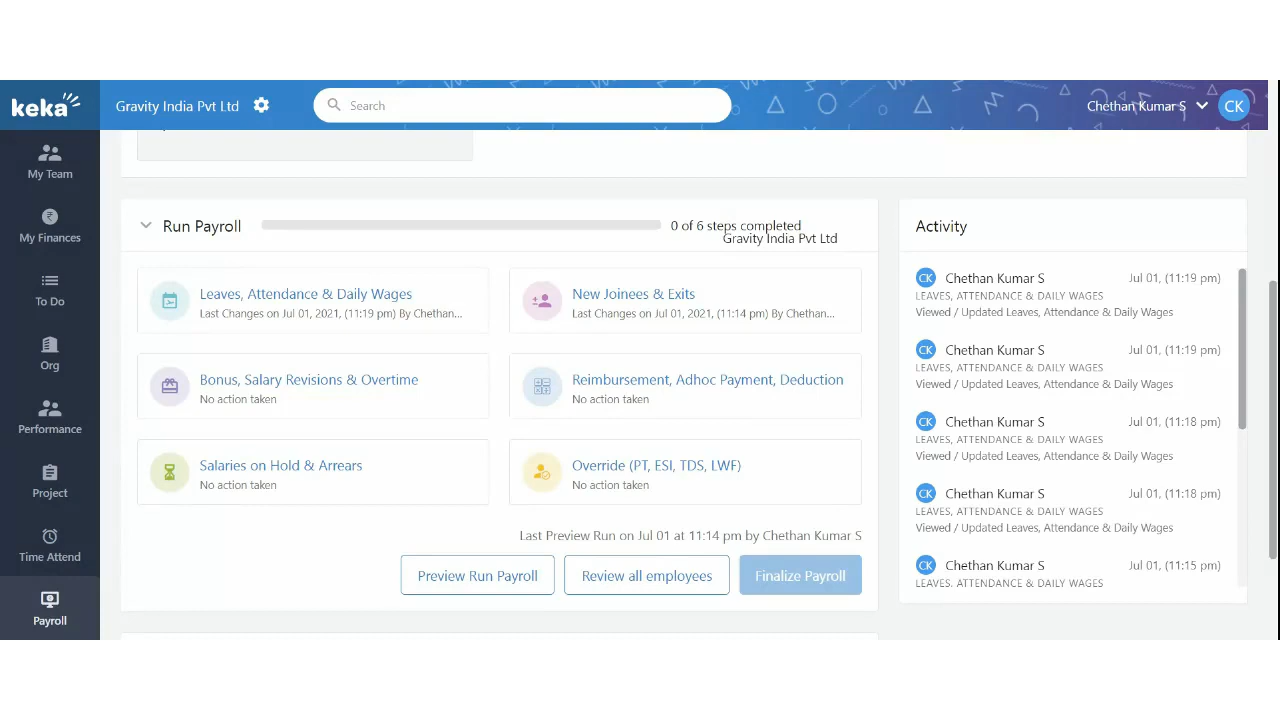 keka
Gravity India Pvt Ltd
Search
Chethan Kumar S
CK
My Team
My Finances
To Do
Org
Performance
Project
Time Attend
Payroll
Run Payroll
0 of 6 steps completed
Gravity India Pvt Ltd
Leaves, Attendance & Daily Wages
Last Changes on Jul 01, 2021, (11:19 pm) By Chethan...
New Joinees & Exits
Last Changes on Jul 01, 2021, (11:14 pm) By Chethan...
Bonus, Salary Revisions & Overtime
No action taken
Reimbursement, Adhoc Payment, Deduction
No action taken
Salaries on Hold & Arrears
No action taken
Override (PT, ESI, TDS, LWF)
No action taken
Last Preview Run on Jul 01 at 11:14 pm by Chethan Kumar S
Preview Run Payroll
Review all employees
Finalize Payroll
Activity
CK Chethan Kumar S Jul 01, (11:19 pm)
LEAVES, ATTENDANCE & DAILY WAGES
Viewed / Updated Leaves, Attendance & Daily Wages
CK Chethan Kumar S Jul 01, (11:19 pm)
LEAVES, ATTENDANCE & DAILY WAGES
Viewed / Updated Leaves, Attendance & Daily Wages
CK Chethan Kumar S Jul 01, (11:18 pm)
LEAVES, ATTENDANCE & DAILY WAGES
Viewed / Updated Leaves, Attendance & Daily Wages
CK Chethan Kumar S Jul 01, (11:18 pm)
LEAVES, ATTENDANCE & DAILY WAGES
Viewed / Updated Leaves, Attendance & Daily Wages
CK Chethan Kumar S Jul 01, (11:15 pm)
LEAVES, ATTENDANCE & DAILY WAGES